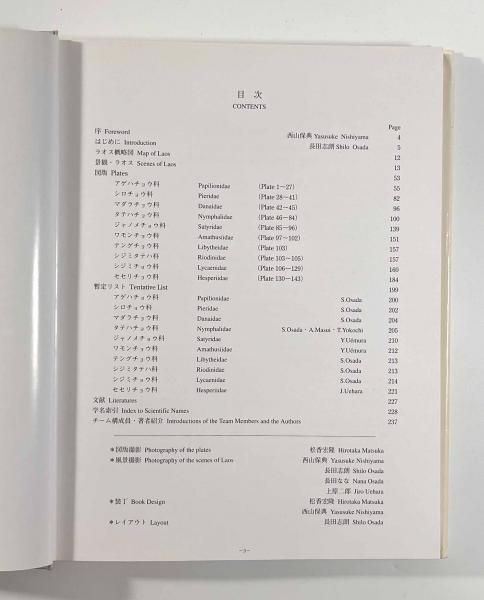 目 次
CONTENTS
Page
序 Foreword 西山保典 Yasusuke Nishiyama 4
はじめに Introduction 長田志朗 Shilo Osada 5
ラオス概略図 Map of Laos 12
景観・ラオス Scenes of Laos 13
図版 Plates 53
アゲハチョウ科 Papilionidae (Plate 1~27) 55
シロチョウ科 Pieridae (Plate 28~41) 82
マダラチョウ科 Danaidae (Plate 42~45) 96
タテハチョウ科 Nymphalidae (Plate 46~84) 100
ジャノメチョウ科 Satyridae (Plate 85~96) 139
ワモンチョウ科 Amathusiidae (Plate 97~102) 151
テングチョウ科 Libytheidae (Plate 103) 157
シジミタテハ科 Riodinidae (Plate 103~105) 157
シジミチョウ科 Lycaenidae (Plate 106~129) 160
セセリチョウ科 Hesperiidae (Plate 130~143) 184
暫定リスト Tentative List 199
アゲハチョウ科 Papilionidae S.Osada 200
シロチョウ科 Pieridae S.Osada 202
マダラチョウ科 Danaidae S.Osada 204
タテハチョウ科 Nymphalidae S.Osada・A.Masui・T.Yokochi 205
ジャノメチョウ科 Satyridae Y.Uémura 210
ワモンチョウ科 Amathusiidae Y.Uémura 212
テングチョウ科 Libytheidae S.Osada 213
シジミタテハ科 Riodinidae S.Osada 213
シジミチョウ科 Lycaenidae S.Osada 214
セセリチョウ科 Hesperiidae J.Uehara 221
文献 Literatures 227
学名索引 Index to Scientific Names 228
チーム構成員・著者紹介 Introductions of the Team Members and the Authors 237
*図版撮影 Photography of the plates 松香宏隆 Hirotaka Matsuka
*風景撮影 Photography of the scenes of Laos 西山保典 Yasusuke Nishiyama
長田志朗 Shilo Osada
長田なな Nana Osada
上原二郎 Jiro Uehara
*装丁 Book Design 松香宏隆 Hirotaka Matsuka
西山保典 Yasusuke Nishiyama
*レイアウト Layout 長田志朗 Shilo Osada
-3-